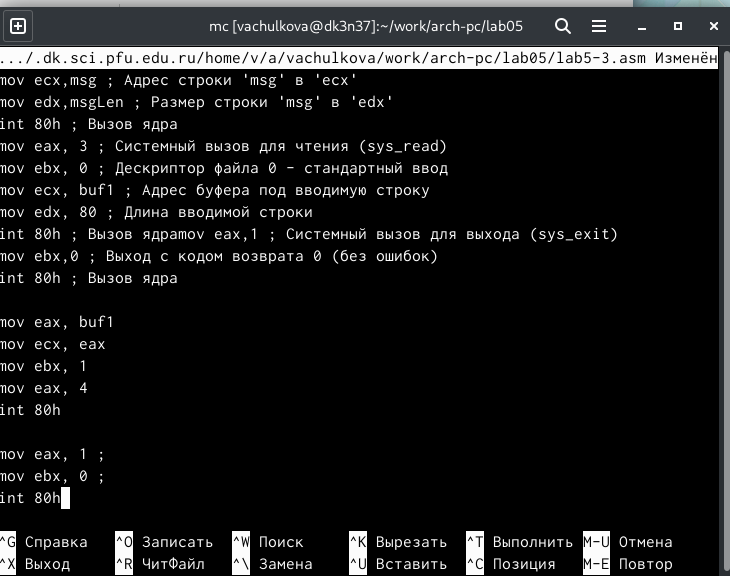 mc [vachulkova@dk3n37]:~/work/arch-pc/lab05
.../.dk.sci.pfu.edu.ru/home/v/a/vachulkova/work/arch-pc/lab05/lab5-3.asm Изменён
mov ecx,msg ; Адрес строки 'msg' в 'ecx'
mov edx,msgLen ; Размер строки 'msg' в 'edx'
int 80h ; Вызов ядра
mov eax, 3 ; Системный вызов для чтения (sys_read)
mov ebx, 0 ; Дескриптор файла 0 - стандартный ввод
mov ecx, buf1 ; Адрес буфера под вводимую строку
mov edx, 80 ; Длина вводимой строки
int 80h ; Вызов ядраmov eax,1 ; Системный вызов для выхода (sys_exit)
mov ebx,0 ; Выход с кодом возврата 0 (без ошибок)
int 80h ; Вызов ядра
mov eax, buf1
mov ecx, eax
mov ebx, 1
mov eax, 4
int 80h
mov eax, 1 ;
mov ebx, 0 ;
int 80h
^G Справка ^O Записать ^W Поиск ^K Вырезать ^T Выполнить M-U Отмена
^X Выход ^R ЧитФайл ^\ Замена ^U Вставить ^C Позиция M-E Повтор